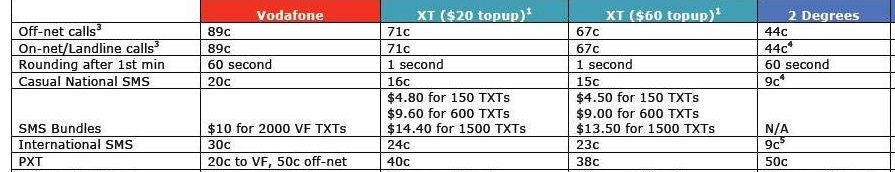 Vodafone XT ($20 topup)¹ XT ($60 topup)¹ 2 Degrees
Off-net calls³ 89c 71c 67c 44c
On-net/Landline calls³ 89c 71c 67c 44c⁴
Rounding after 1st min 60 second 1 second 1 second 60 second
Casual National SMS 20c 16c 15c 9c⁴
$4.80 for 150 TXTs $4.50 for 150 TXTs
$9.60 for 600 TXTs $9.00 for 600 TXTs
SMS Bundles $10 for 2000 VF TXTs $14.40 for 1500 TXTs $13.50 for 1500 TXTs N/A
International SMS 30c 24c 23c 9c⁵
PXT 20c to VF, 50c off-net 40c 38c 50c